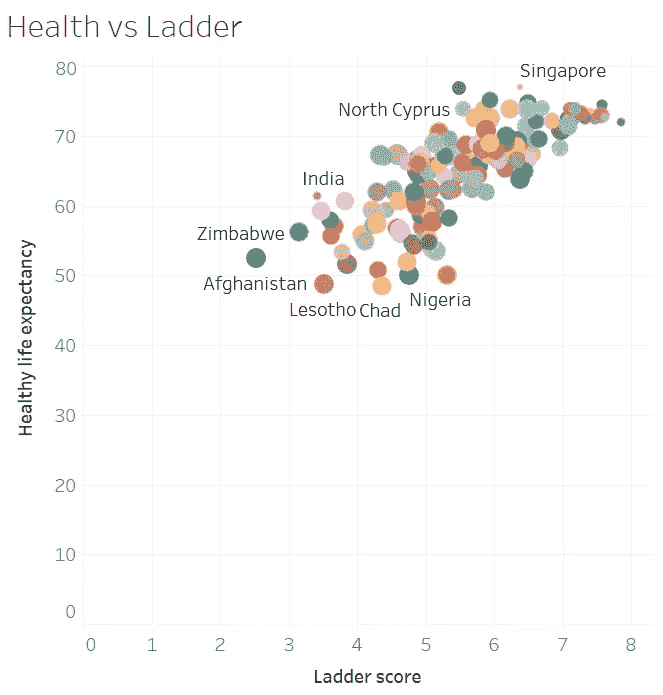 Health vs Ladder
80
Singapore
North Cyprus
70
India
60
Zimbabwe
50
Afghanistan
Nigeria
Lesotho Chad
Healthy life expectancy
40
30
20
10
0
0 1 2 3 4 5 6 7 8
Ladder score